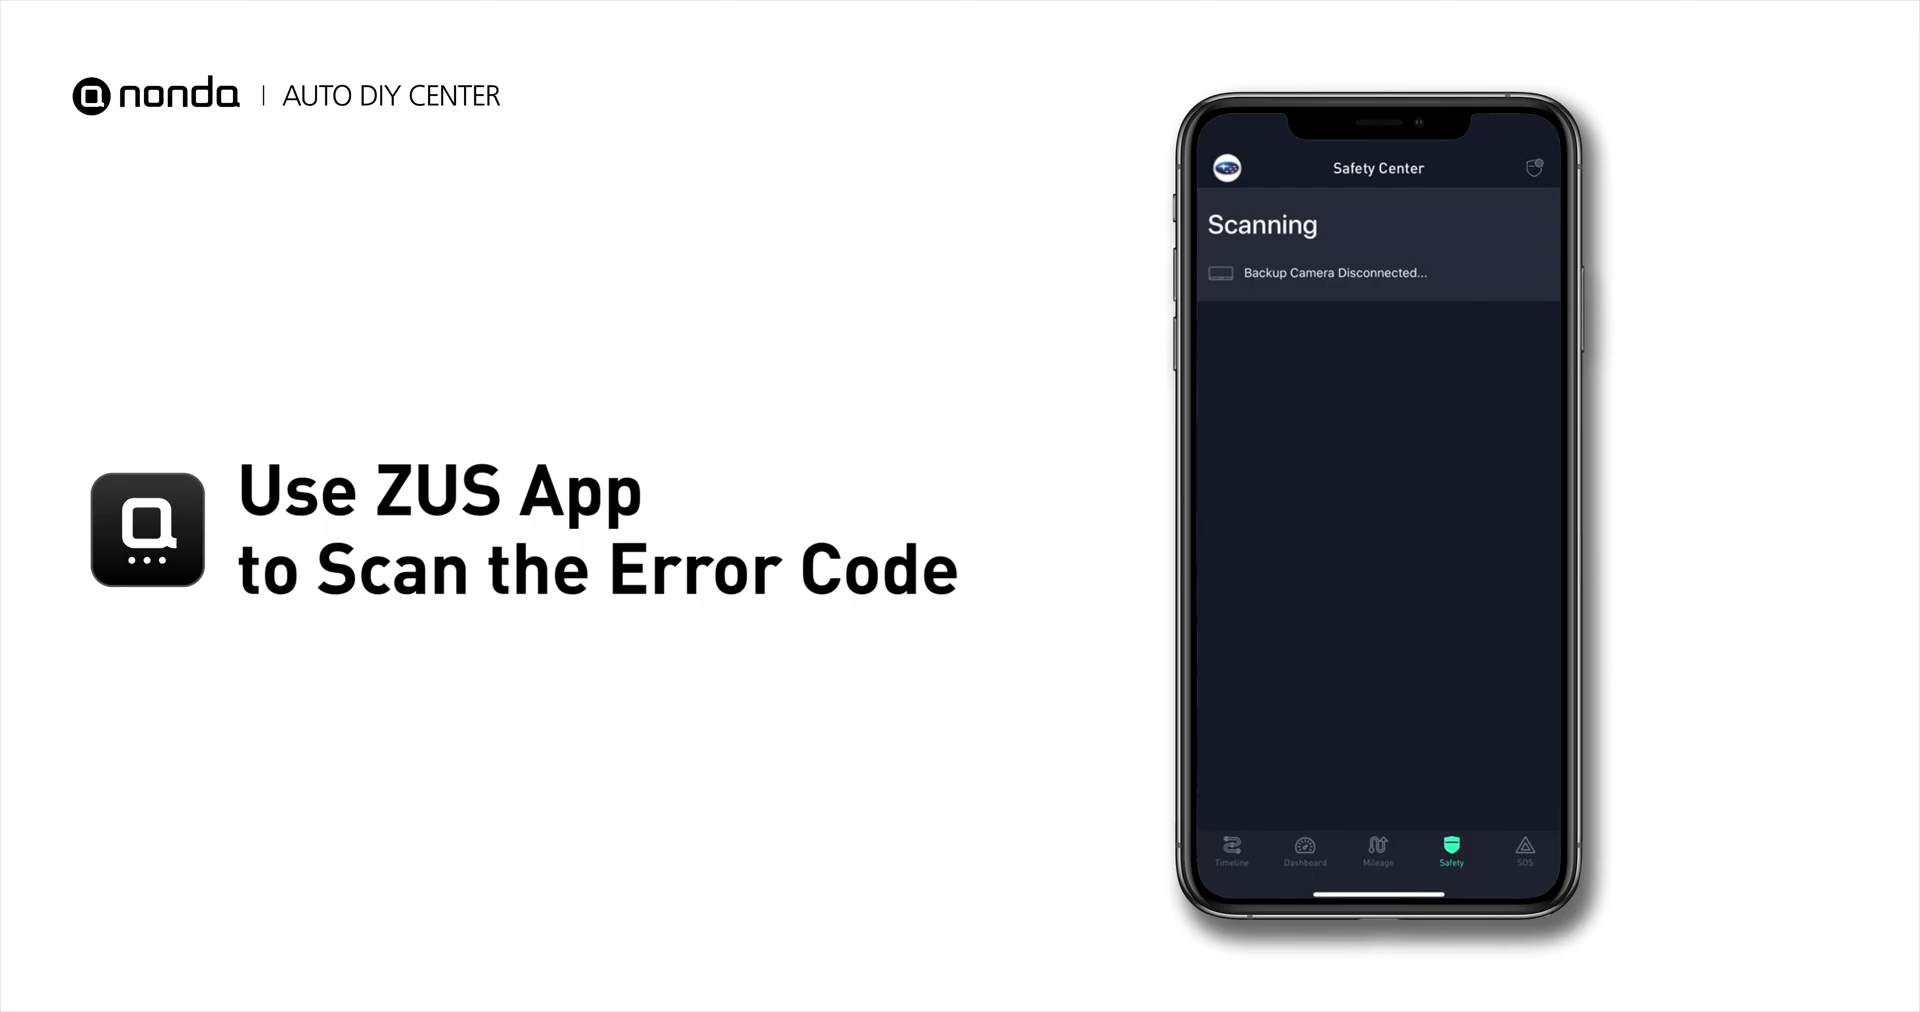 nonda | AUTO DIY CENTER
Use ZUS App
to Scan the Error Code
Safety Center
Scanning
Backup Camera Disconnected...
Timeline
Dashboard
Mileage
Safety
SOS